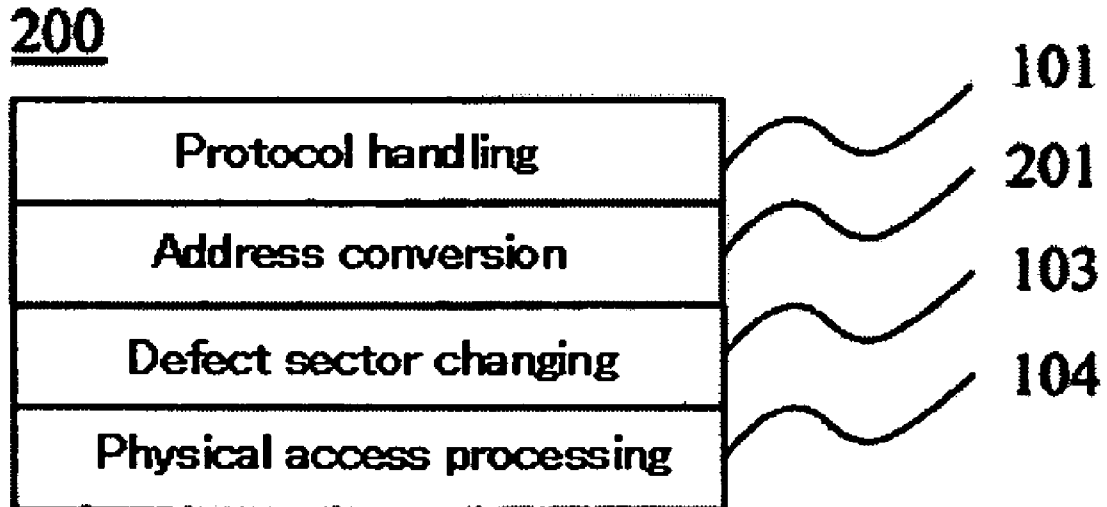 200
Protocol handling 101
Address conversion 201
Defect sector changing 103
Physical access processing 104